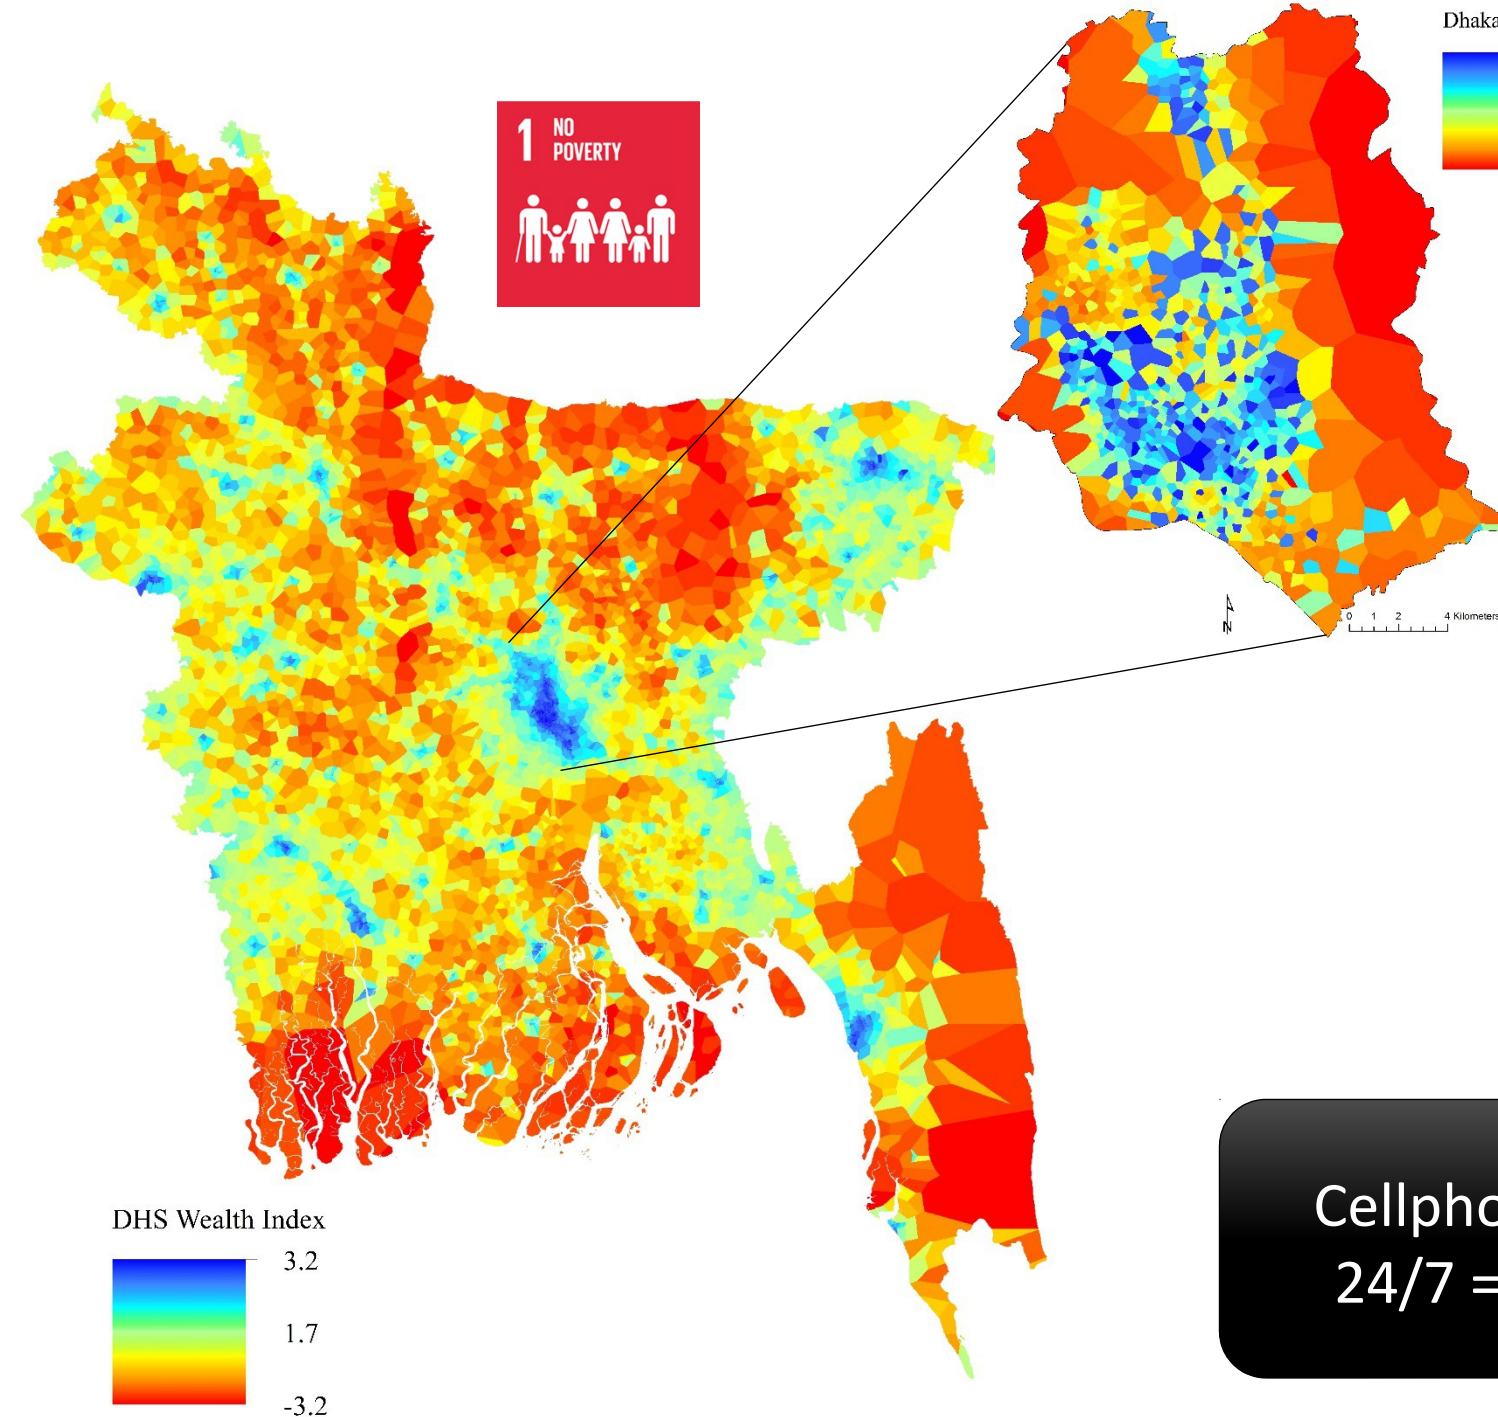 Dhaka
1 NO
POVERTY
N
0 1 2 4 Kilometers
DHS Wealth Index
3.2
1.7
-3.2
Cellpho
24/7 =